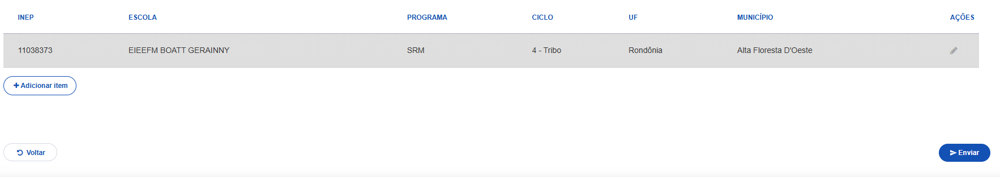 INEP ESCOLA PROGRAMA CICLO UF MUNICÍPIO AÇÕES
11038373 EIEEFM BOATT GERAINNY SRM 4 - Tribo Rondônia Alta Floresta D'Oeste
Adicionar item
Voltar Enviar